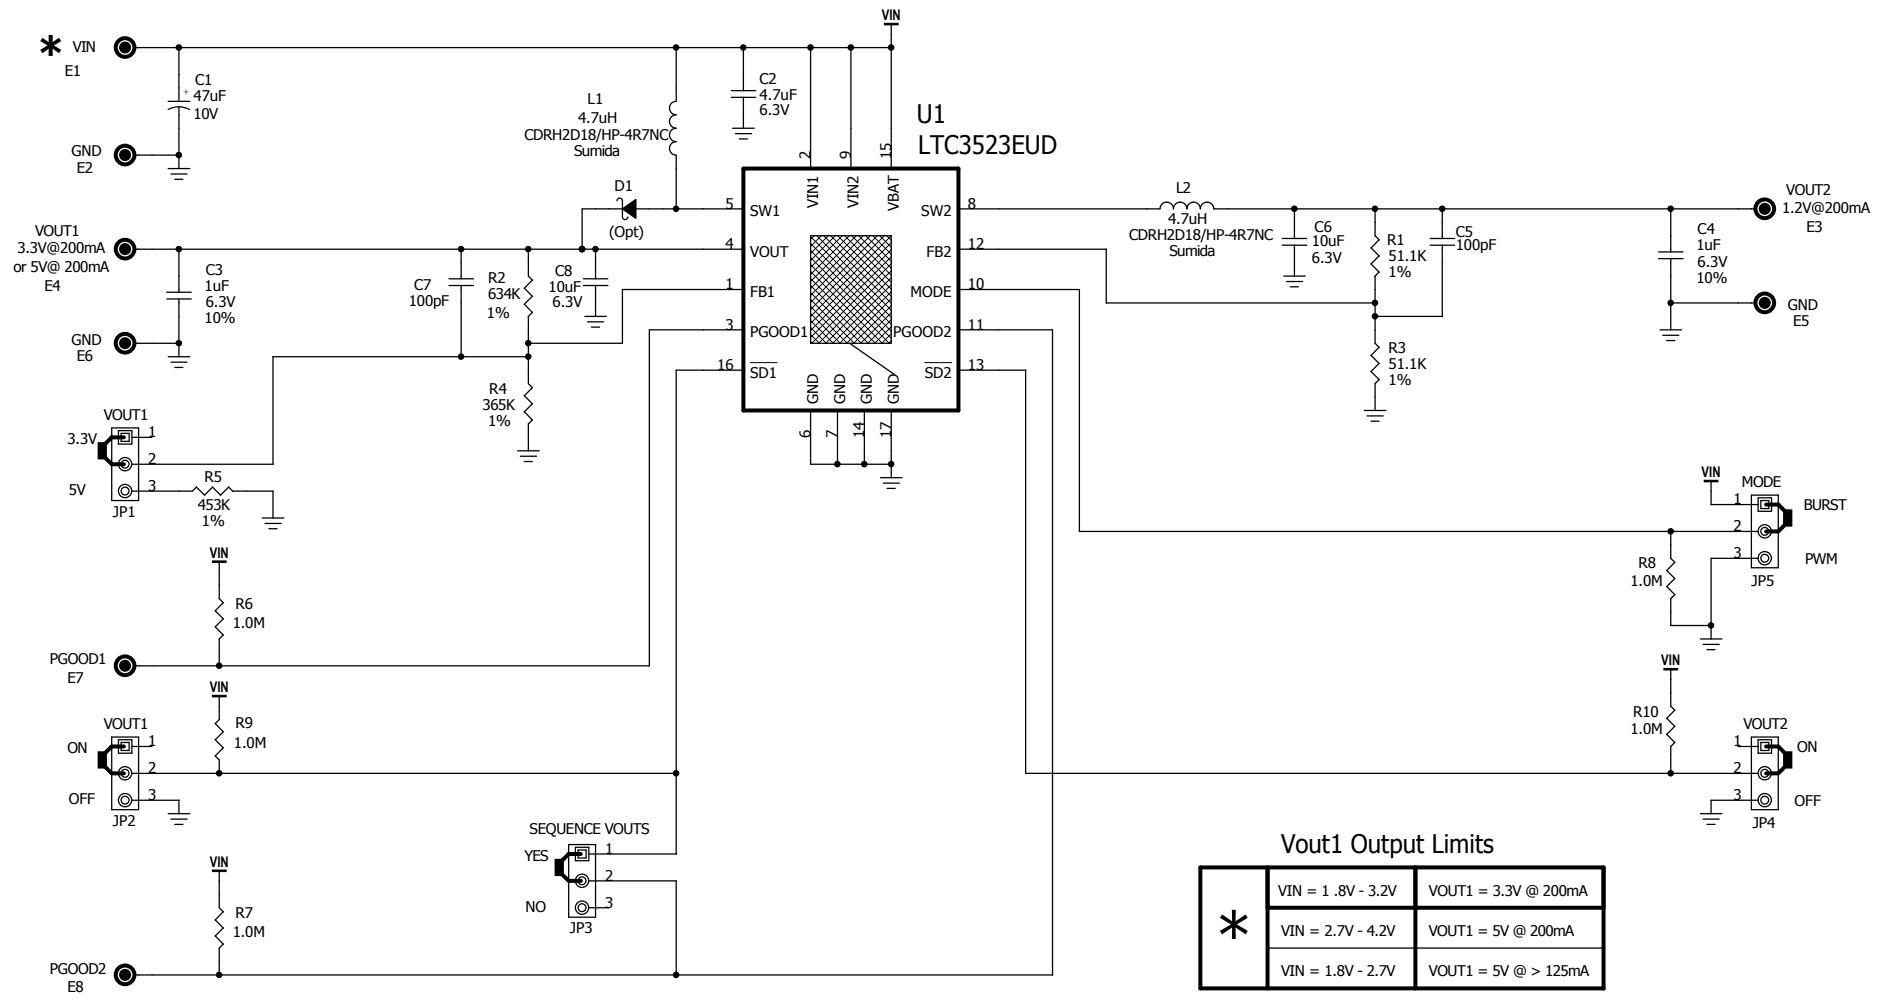 VIN
* VIN
E1
C1
+
47uF
10V
GND
E2
L1
4.7uH
CDRH2D18/HP-4R7NC
Sumida
C2
4.7uF
6.3V
U1
LTC3523EUD
2
9
15
VIN1
VIN2
VBAT
D1
(Opt)
5
SW1
4
VOUT
1
FB1
3
PGOOD1
16
SD1
SW2
8
FB2
12
MODE
10
PGOOD2
11
SD2
13
GND
GND
GND
GND
6
7
14
17
VOUT1
3.3V@200mA
or 5V@ 200mA
E4
C3
1uF
6.3V
10%
GND
E6
C7
100pF
R2
634K
1%
C8
10uF
6.3V
R4
365K
1%
L2
4.7uH
CDRH2D18/HP-4R7NC
Sumida
C6
10uF
6.3V
R1
51.1K
1%
C5
100pF
R3
51.1K
1%
C4
1uF
6.3V
10%
VOUT2
1.2V@200mA
E3
GND
E5
VOUT1
3.3V
1
2
5V
3
JP1
R5
453K
1%
VIN
R6
1.0M
PGOOD1
E7
VIN
R9
1.0M
VOUT1
ON
1
2
OFF
3
JP2
VIN
R7
1.0M
PGOOD2
E8
SEQUENCE VOUTS
YES
1
2
NO
3
JP3
VIN
MODE
1
BURST
2
3
PWM
JP5
R8
1.0M
VIN
R10
1.0M
VOUT2
1
ON
2
3
OFF
JP4
Vout1 Output Limits
*
VIN = 1 .8V - 3.2V VOUT1 = 3.3V @ 200mA
VIN = 2.7V - 4.2V VOUT1 = 5V @ 200mA
VIN = 1.8V - 2.7V VOUT1 = 5V @ > 125mA